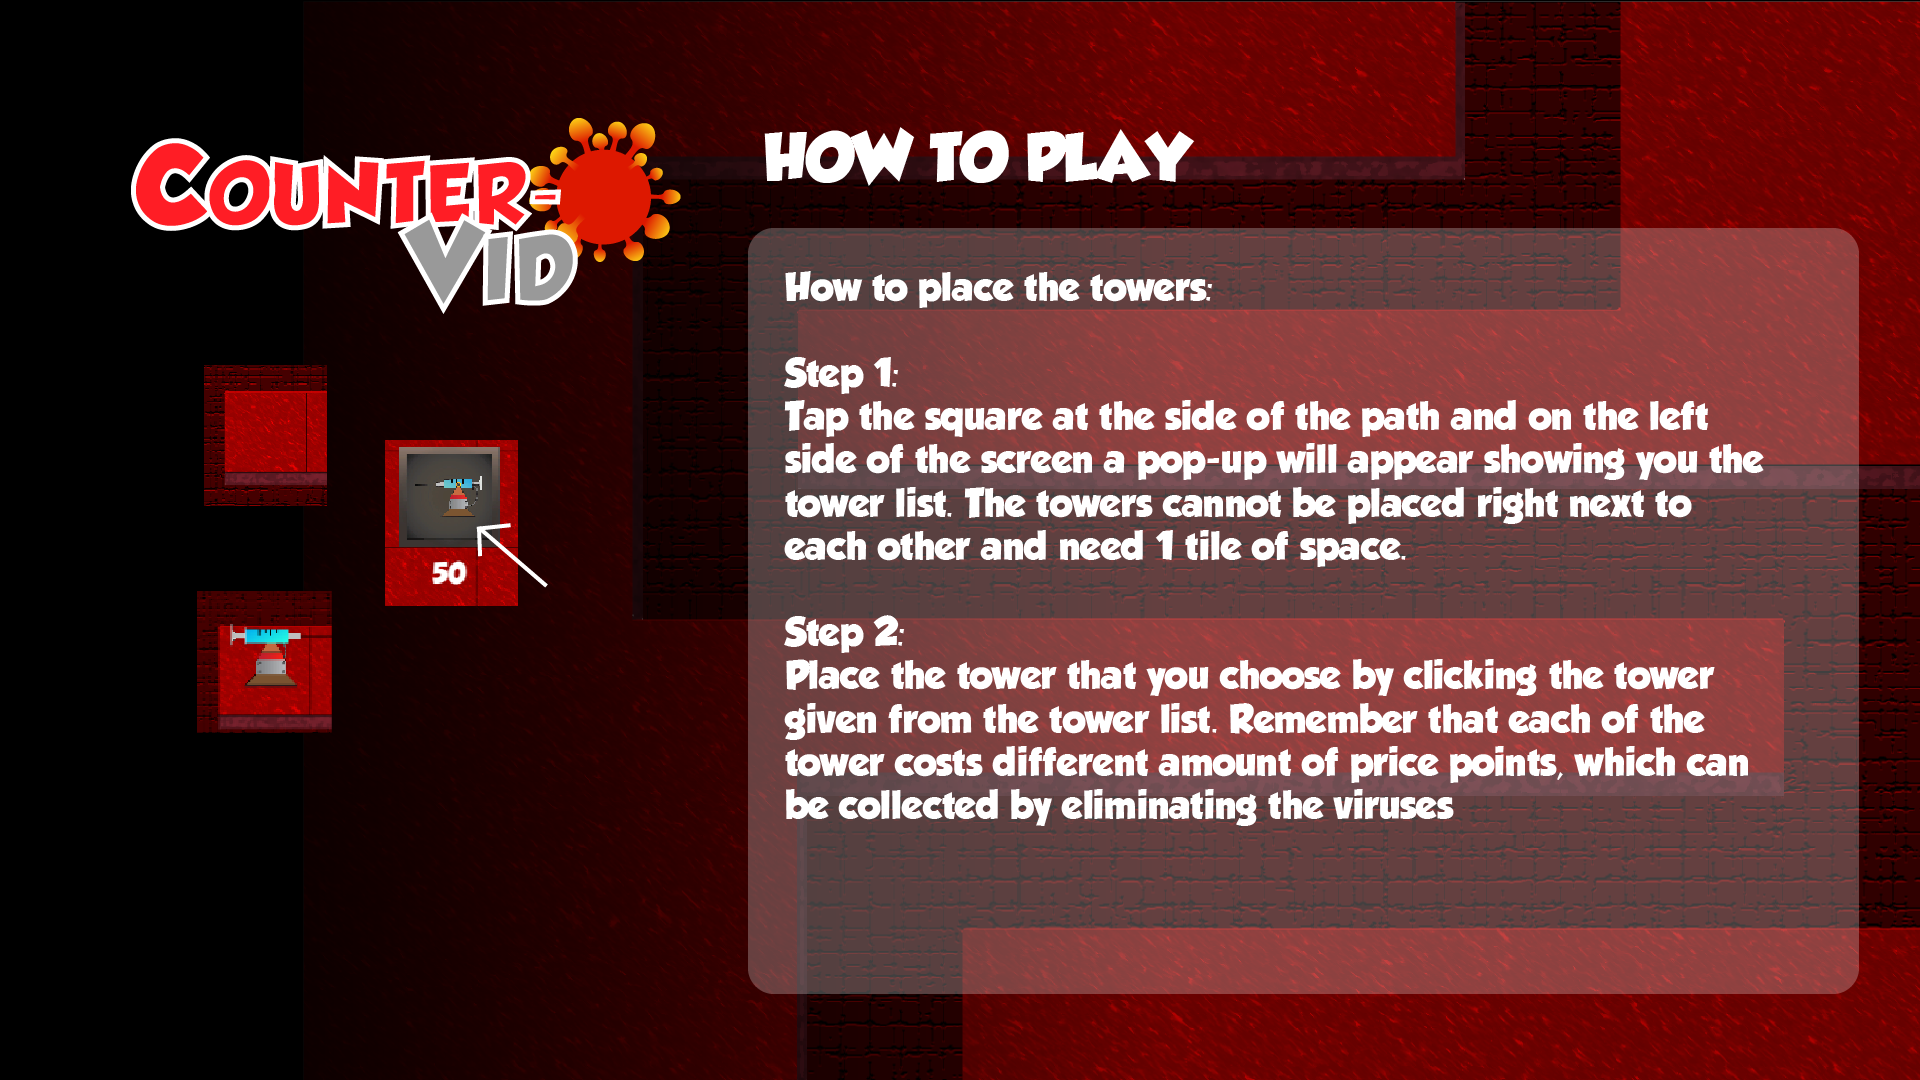 COUNTER-
VID
HOW TO PLAY
How to place the towers:
Step 1:
Tap the square at the side of the path and on the left
side of the screen a pop-up will appear showing you the
tower list. The towers cannot be placed right next to
each other and need 1 tile of space.
50
Step 2:
Place the tower that you choose by clicking the tower
given from the tower list. Remember that each of the
tower costs different amount of price points, which can
be collected by eliminating the viruses